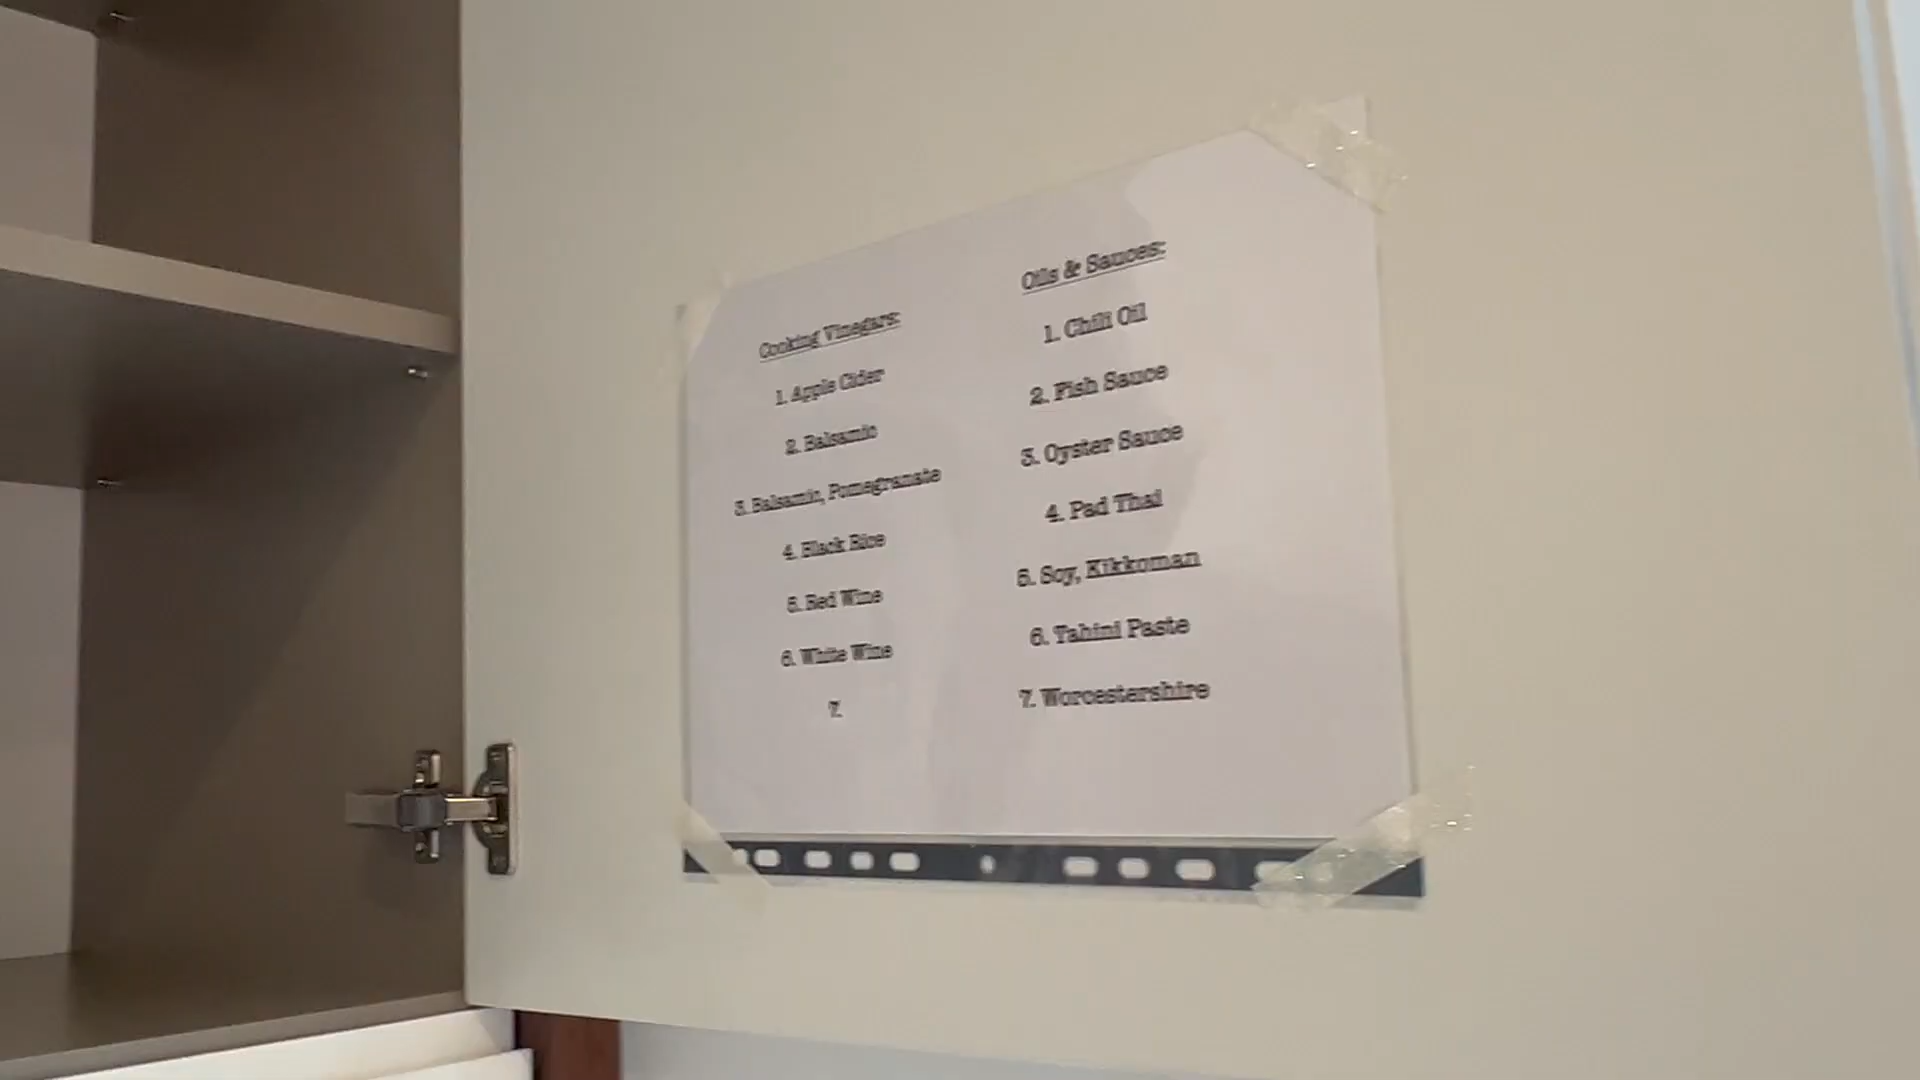 Cooking Vinegars:
1. Apple Cider
2. Balsamic
3. Balsamic, Pomegranate
4. Black Rice
5. Red Wine
6. White Wine
7.
Oils & Sauces:
1. Chili Oil
2. Fish Sauce
3. Oyster Sauce
4. Pad Thai
5. Soy, Kikkoman
6. Tahini Paste
7. Worcestershire